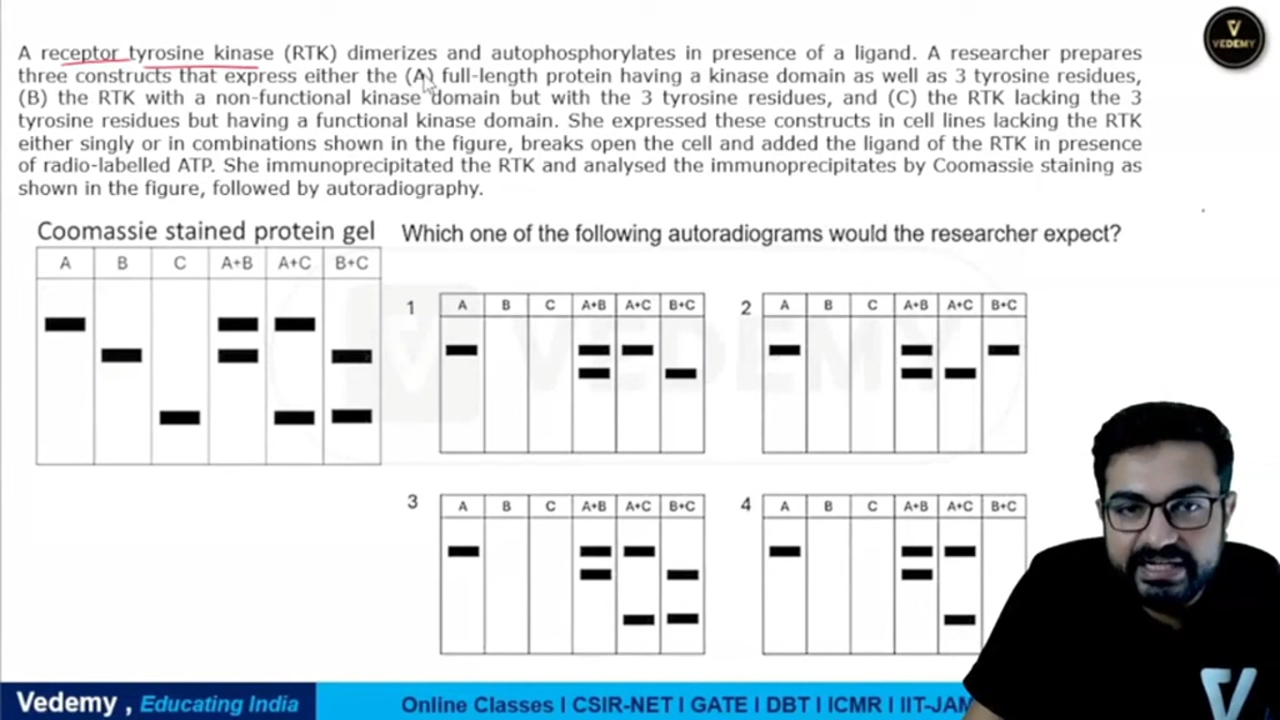 A receptor tyrosine kinase (RTK) dimerizes and autophosphorylates in presence of a ligand. A researcher prepares
three constructs that express either the (A) full-length protein having a kinase domain as well as 3 tyrosine residues,
(B) the RTK with a non-functional kinase domain but with the 3 tyrosine residues, and (C) the RTK lacking the 3
tyrosine residues but having a functional kinase domain. She expressed these constructs in cell lines lacking the RTK
either singly or in combinations shown in the figure, breaks open the cell and added the ligand of the RTK in presence
of radio-labelled ATP. She immunoprecipitated the RTK and analysed the immunoprecipitates by Coomassie staining as
shown in the figure, followed by autoradiography.
VEDEMY
Coomassie stained protein gel
A B C A+B A+C B+C
Which one of the following autoradiograms would the researcher expect?
1
A B C A+B A+C B+C
2
A B C A+B A+C B+C
3
A B C A+B A+C B+C
4
A B C A+B A+C B+C
VEDEMY
Vedemy , Educating India
Online Classes I CSIR-NET I GATE I DBT I ICMR I IIT-JAM